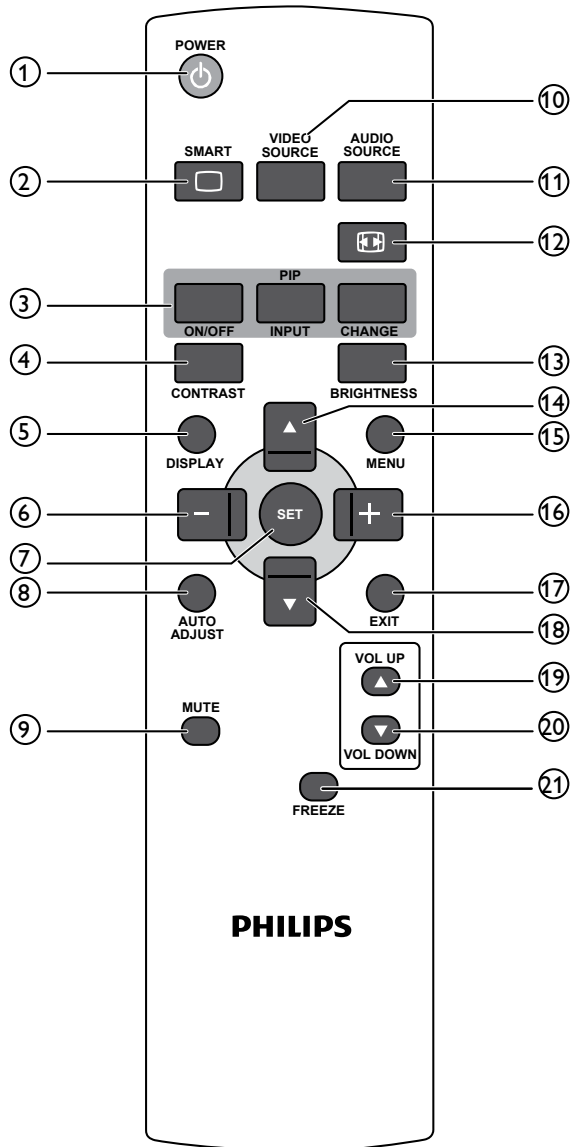 POWER
①
⑩
SMART
VIDEO
SOURCE
AUDIO
SOURCE
②
⑪
⑫
PIP
③
ON/OFF
INPUT
CHANGE
④
⑬
CONTRAST
BRIGHTNESS
⑭
⑤
⑮
DISPLAY
MENU
⑥
−
SET
+
⑯
⑦
⑧
⑰
AUTO
ADJUST
EXIT
⑱
VOL UP
⑲
MUTE
⑨
⑳
VOL DOWN
㉑
FREEZE
PHILIPS